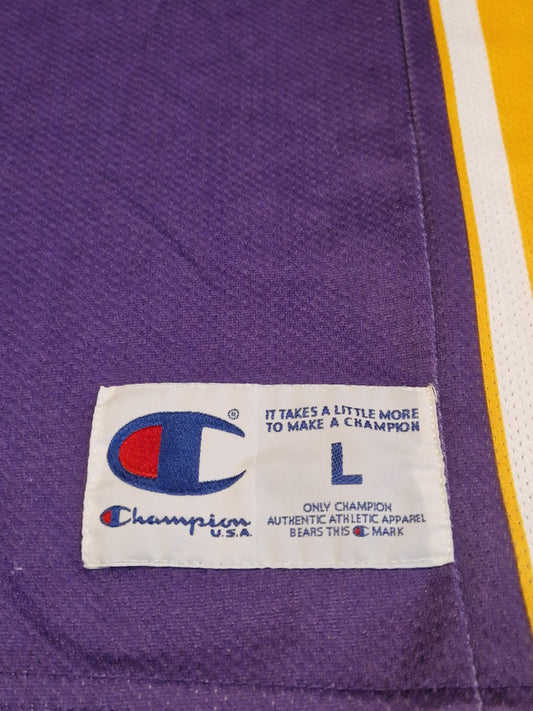 C ®
Champion
U.S.A.
IT TAKES A LITTLE MORE
TO MAKE A CHAMPION
L
ONLY CHAMPION
AUTHENTIC ATHLETIC APPAREL
BEARS THIS C MARK